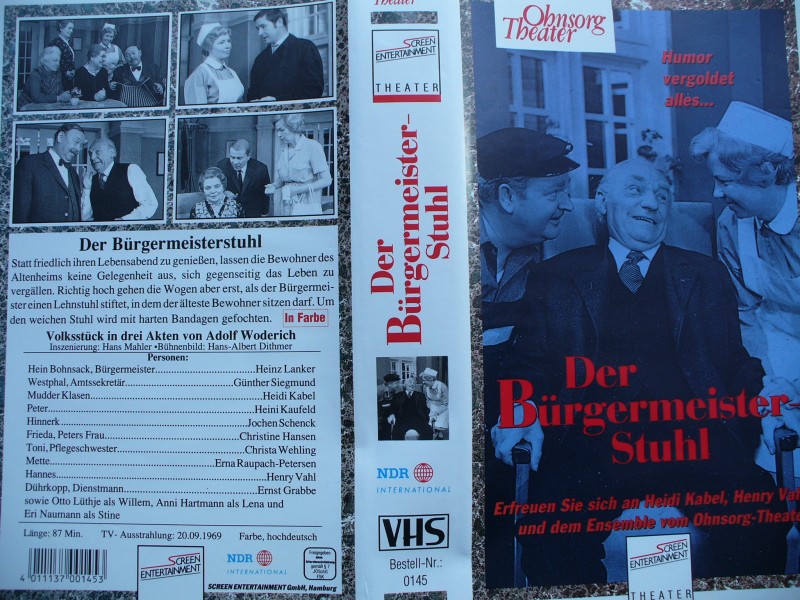 Der Bürgermeisterstuhl
Statt friedlich ihren Lebensabend zu genießen, lassen die Bewohner des
Altenheims keine Gelegenheit aus, sich gegenseitig das Leben zu
vergällen. Richtig hoch gehen die Wogen aber erst, als der Bürgermei-
ster einen Lehnstuhl stiftet, in dem der älteste Bewohner sitzen darf. Um
den weichen Stuhl wird mit harten Bandagen gefochten.
In Farbe
Volksstück in drei Akten von Adolf Woderich
Inszenierung: Hans Mahler • Bühnenbild: Hans-Albert Dithmer
Personen:
Hein Bohnsack, Bürgermeister Heinz Lanker
Westphal, Amtssekretär Günther Siegmund
Mudder Klasen Heidi Kabel
Peter Heini Kaufeld
Hinnerk Jochen Schenck
Frieda, Peters Frau Christine Hansen
Toni, Pflegeschwester Christa Wehling
Mette Erna Raupach-Petersen
Hannes Henry Vahl
Dührkopp, Dienstmann Ernst Grabbe
sowie Otto Lüthje als Willem, Anni Hartmann als Lena und
Eri Naumann als Stine
Länge: 87 Min. TV- Ausstrahlung: 20.09.1969 Farbe, hochdeutsch
4 011137 001453
SCREEN
ENTERTAINMENT
NDR
INTERNATIONAL
Freigegeben
gemäß § 7
JÖSchG
FSK
SCREEN ENTERTAINMENT GmbH, Hamburg
Theater
SCREEN
ENTERTAINMENT
THEATER
Der
Bürgermeister-
Stuhl
NDR
INTERNATIONAL
VHS
Bestell-Nr.:
0145
Ohnsorg
Theater
Humor
vergoldet
alles...
Der
Bürgermeister-
Stuhl
Erfreuen Sie sich an Heidi Kabel, Henry Vahl
und dem Ensemble vom Ohnsorg-Theater
SCREEN
ENTERTAINMENT
THEATER